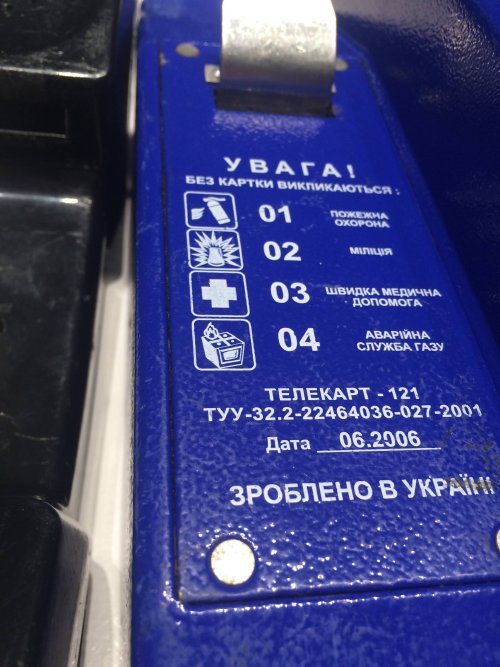 УВАГА!
БЕЗ КАРТКИ ВИКЛИКАЮТЬСЯ :
01 ПОЖЕЖНА
ОХОРОНА
02 МІЛІЦІЯ
03 ШВИДКА МЕДИЧНА
ДОПОМОГА
04 АВАРІЙНА
СЛУЖБА ГАЗУ
ТЕЛЕКАРТ - 121
ТУУ-32.2-22464036-027-2001
Дата 06.2006
ЗРОБЛЕНО В УКРАЇНІ